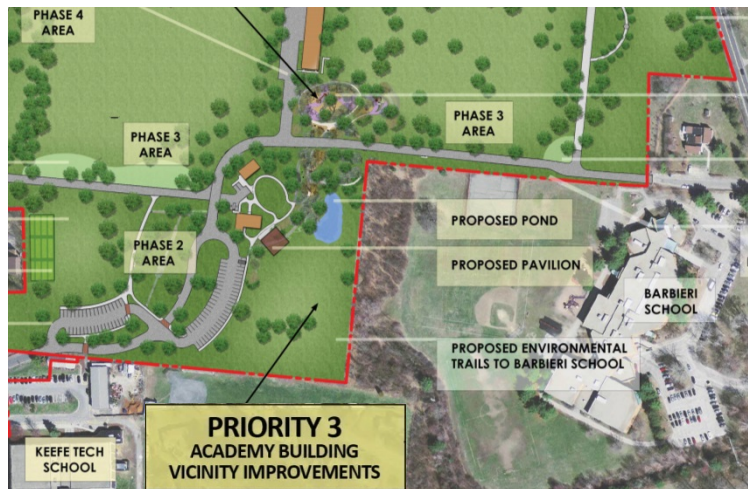 PHASE 4
AREA
PHASE 3
AREA
PHASE 3
AREA
PHASE 2
AREA
PROPOSED POND
PROPOSED PAVILION
BARBIERI
SCHOOL
PROPOSED ENVIRONMENTAL
TRAILS TO BARBIERI SCHOOL
PRIORITY 3
ACADEMY BUILDING
VICINITY IMPROVEMENTS
KEEFE TECH
SCHOOL